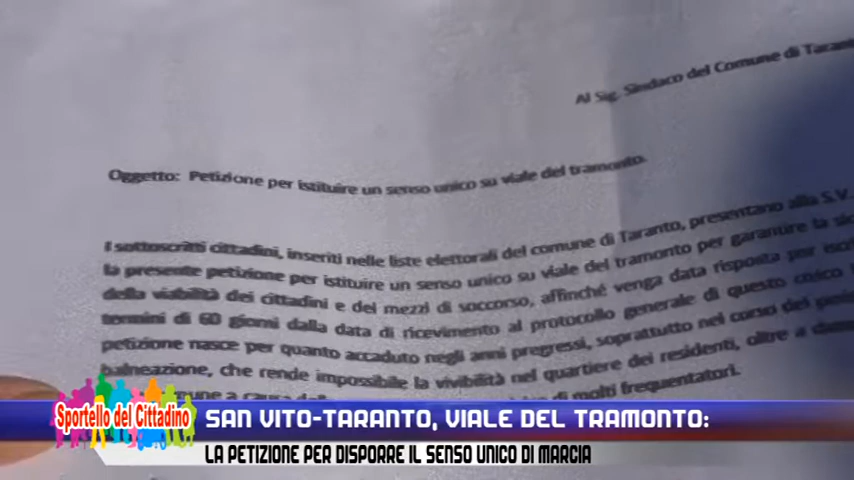 Al Sig. Sindaco del Comune di Taranto
Oggetto: Petizione per istituire un senso unico su viale del tramonto.
I sottoscritti cittadini, inseriti nelle liste elettorali del comune di Taranto, presentano alla S.V.
la presente petizione per istituire un senso unico su viale del tramonto per garantire la
della viabilità dei cittadini e dei mezzi di soccorso, affinché venga data risposta per
termini di 60 giorni dalla data di ricevimento al protocollo generale di questo
petizione nasce per quanto accaduto negli anni pregressi, soprattutto nel corso dei
balneazione, che rende impossibile la vivibilità nel quartiere dei residenti, oltre a
a causa di molti frequentatori.
Sportello del Cittadino
SAN VITO-TARANTO, VIALE DEL TRAMONTO:
LA PETIZIONE PER DISPORRE IL SENSO UNICO DI MARCIA